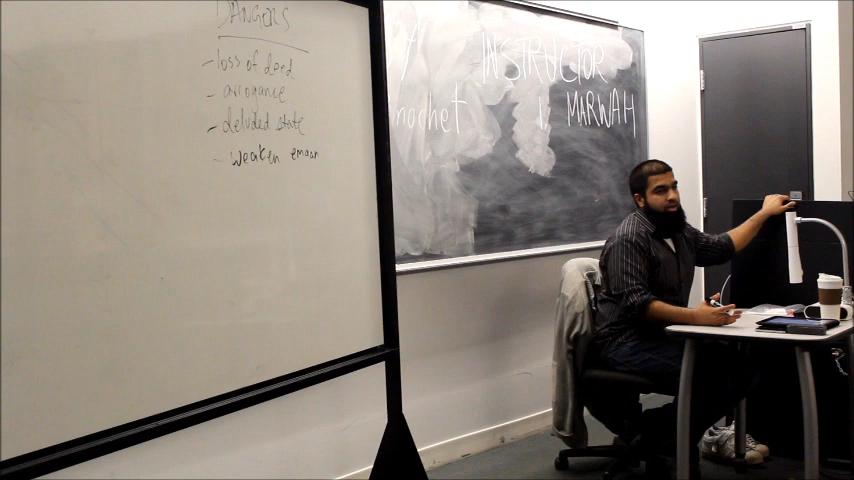 DANGERS
-loss of deed
- arrogance
- deluded state
- weaken emaan
INSTRUCTOR
MARWAH